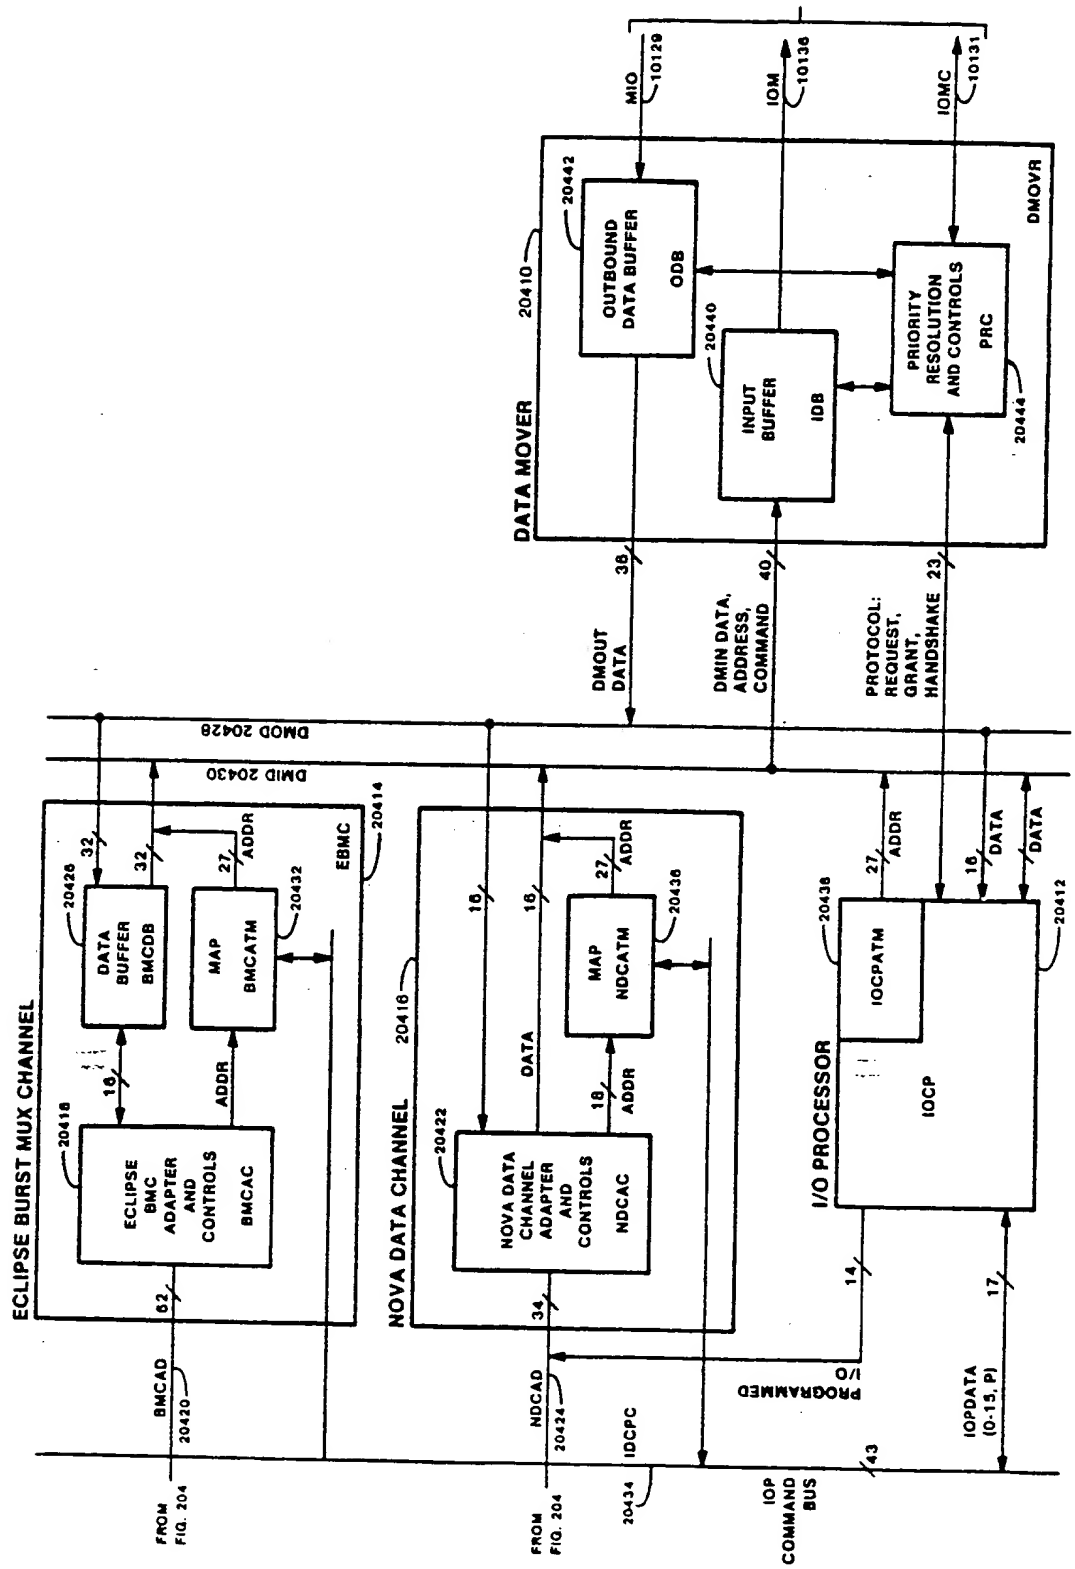 ECLIPSE BURST MUX CHANNEL
FROM
FIG. 204
BMCAD
20420
62
20418
ECLIPSE
BMC
ADAPTER
AND
CONTROLS
BMCAC
16
ADDR
20426
DATA
BUFFER
BMCDB
MAP
BMCATM
20432
32
32
27
ADDR
EBMC
20414
DMID 20430
DMOD 20428
NOVA DATA CHANNEL
20416
FROM
FIG. 204
NDCAD
20424
34
20422
NOVA DATA
CHANNEL
ADAPTER
AND
CONTROLS
NDCAC
DATA
18
ADDR
16
16
MAP
NDCATM
20436
27
ADDR
IDCPC
20434
IOP
COMMAND
BUS
43
PROGRAMMED
I/O
14
IOPDATA
(0-15, P)
17
I/O PROCESSOR
IOCP
IOCPATM
20438
27
ADDR
16
DATA
DATA
20412
DMOUT
DATA
36
DMIN DATA,
ADDRESS,
COMMAND
40
PROTOCOL:
REQUEST,
GRANT,
HANDSHAKE
23
DATA MOVER
20410
OUTBOUND
DATA BUFFER
ODB
20442
INPUT
BUFFER
IDB
20440
PRIORITY
RESOLUTION
AND CONTROLS
PRC
20444
DMOVR
MIO
10129
IOM
10136
IOMC
10131